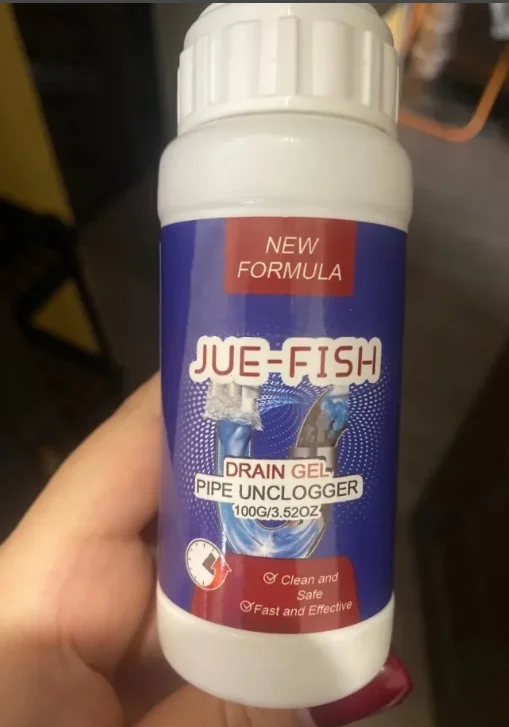 NEW
FORMULA
JUE-FISH
DRAIN GEL
PIPE UNCLOGGER
100G/3.52OZ
Clean and
Safe
Fast and Effective